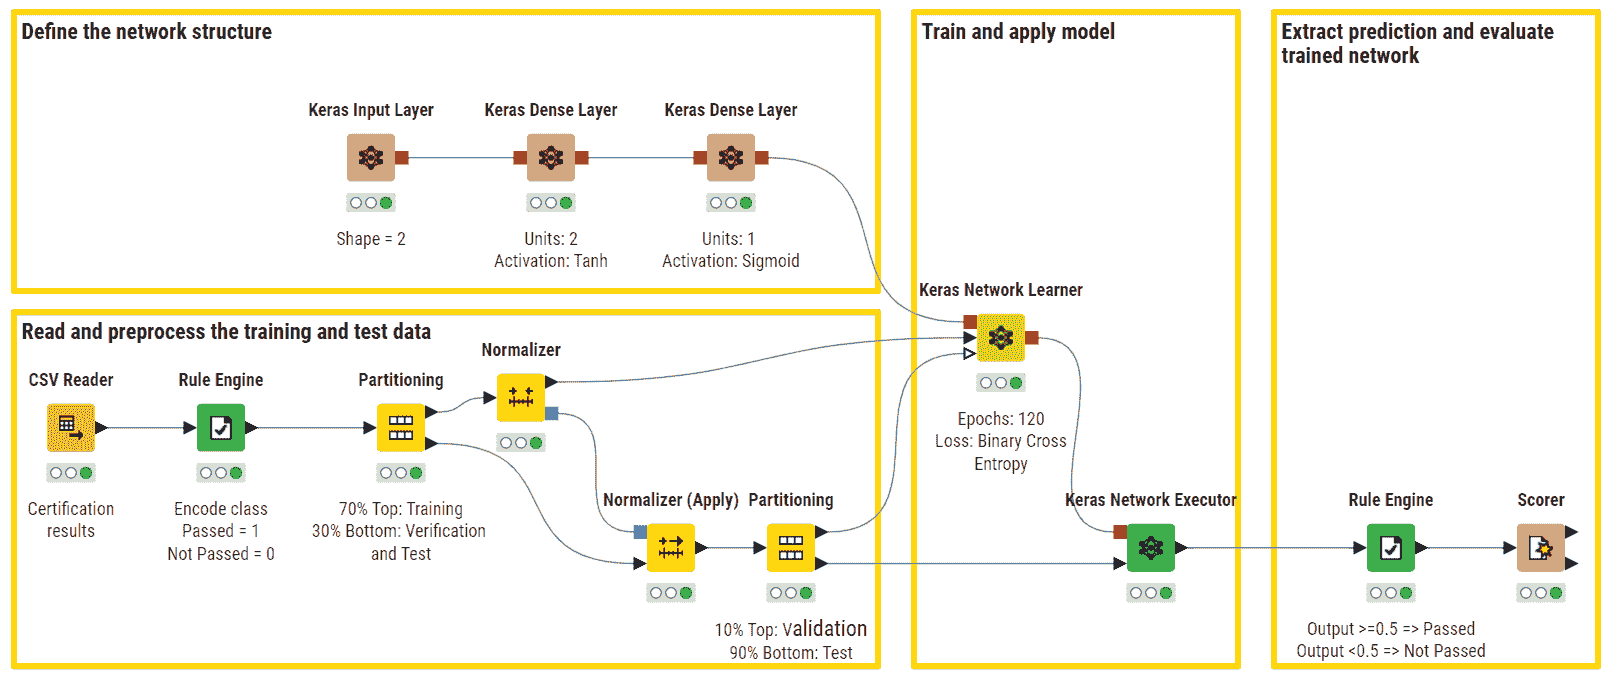 Define the network structure
Keras Input Layer
Keras Dense Layer
Keras Dense Layer
Shape = 2
Units: 2
Activation: Tanh
Units: 1
Activation: Sigmoid
Read and preprocess the training and test data
CSV Reader
Certification
results
Rule Engine
Encode class
Passed = 1
Not Passed = 0
Partitioning
70% Top: Training
30% Bottom: Verification
and Test
Normalizer
Normalizer (Apply)
Partitioning
10% Top: Validation
90% Bottom: Test
Train and apply model
Keras Network Learner
Epochs: 120
Loss: Binary Cross
Entropy
Keras Network Executor
Extract prediction and evaluate
trained network
Rule Engine
Output >=0.5 => Passed
Output <0.5 => Not Passed
Scorer